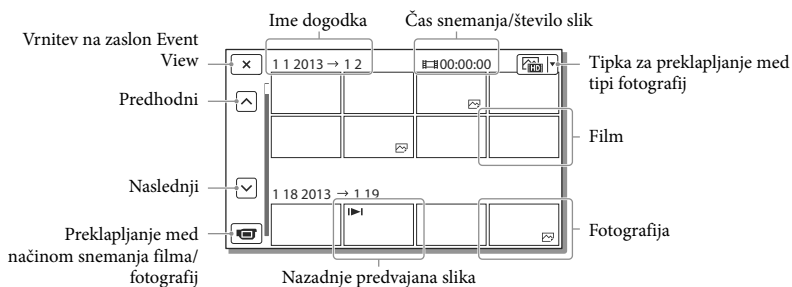 Ime dogodka
Čas snemanja/število slik
Vrnitev na zaslon Event
View
1 1 2013 → 1 2
00:00:00
HD
Tipka za preklapljanje med
tipi fotografij
Predhodni
Film
Naslednji
1 18 2013 → 1 19
Preklapljanje med
načinom snemanja filma/
fotografij
Fotografija
Nazadnje predvajana slika